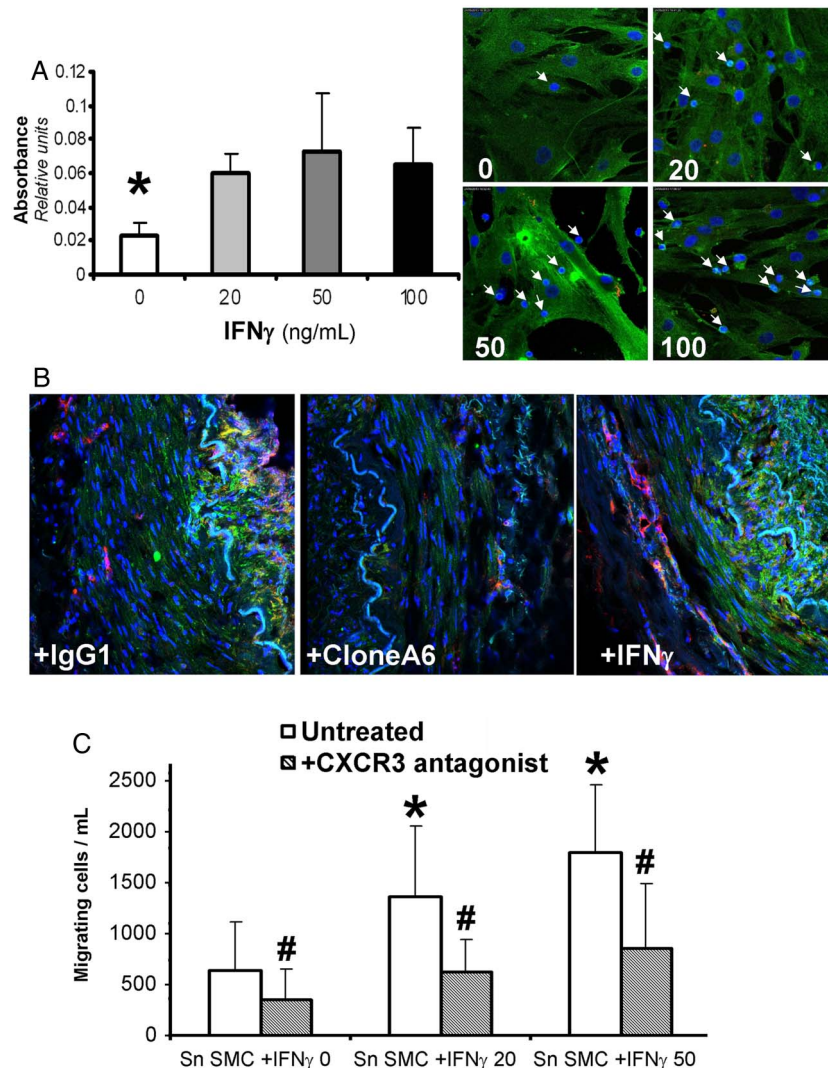 A
Absorbance
Relative units
0.12
0.1
0.08
0.06
0.04
0.02
0
*
0 20 50 100
IFNγ (ng/mL)
0
20
50
100
B
+IgG1
+CloneA6
+IFNγ
C
Untreated
+CXCR3 antagonist
Migrating cells / mL
2500
2000
1500
1000
500
0
# * # * #
Sn SMC +IFNγ 0 Sn SMC +IFNγ 20 Sn SMC +IFNγ 50